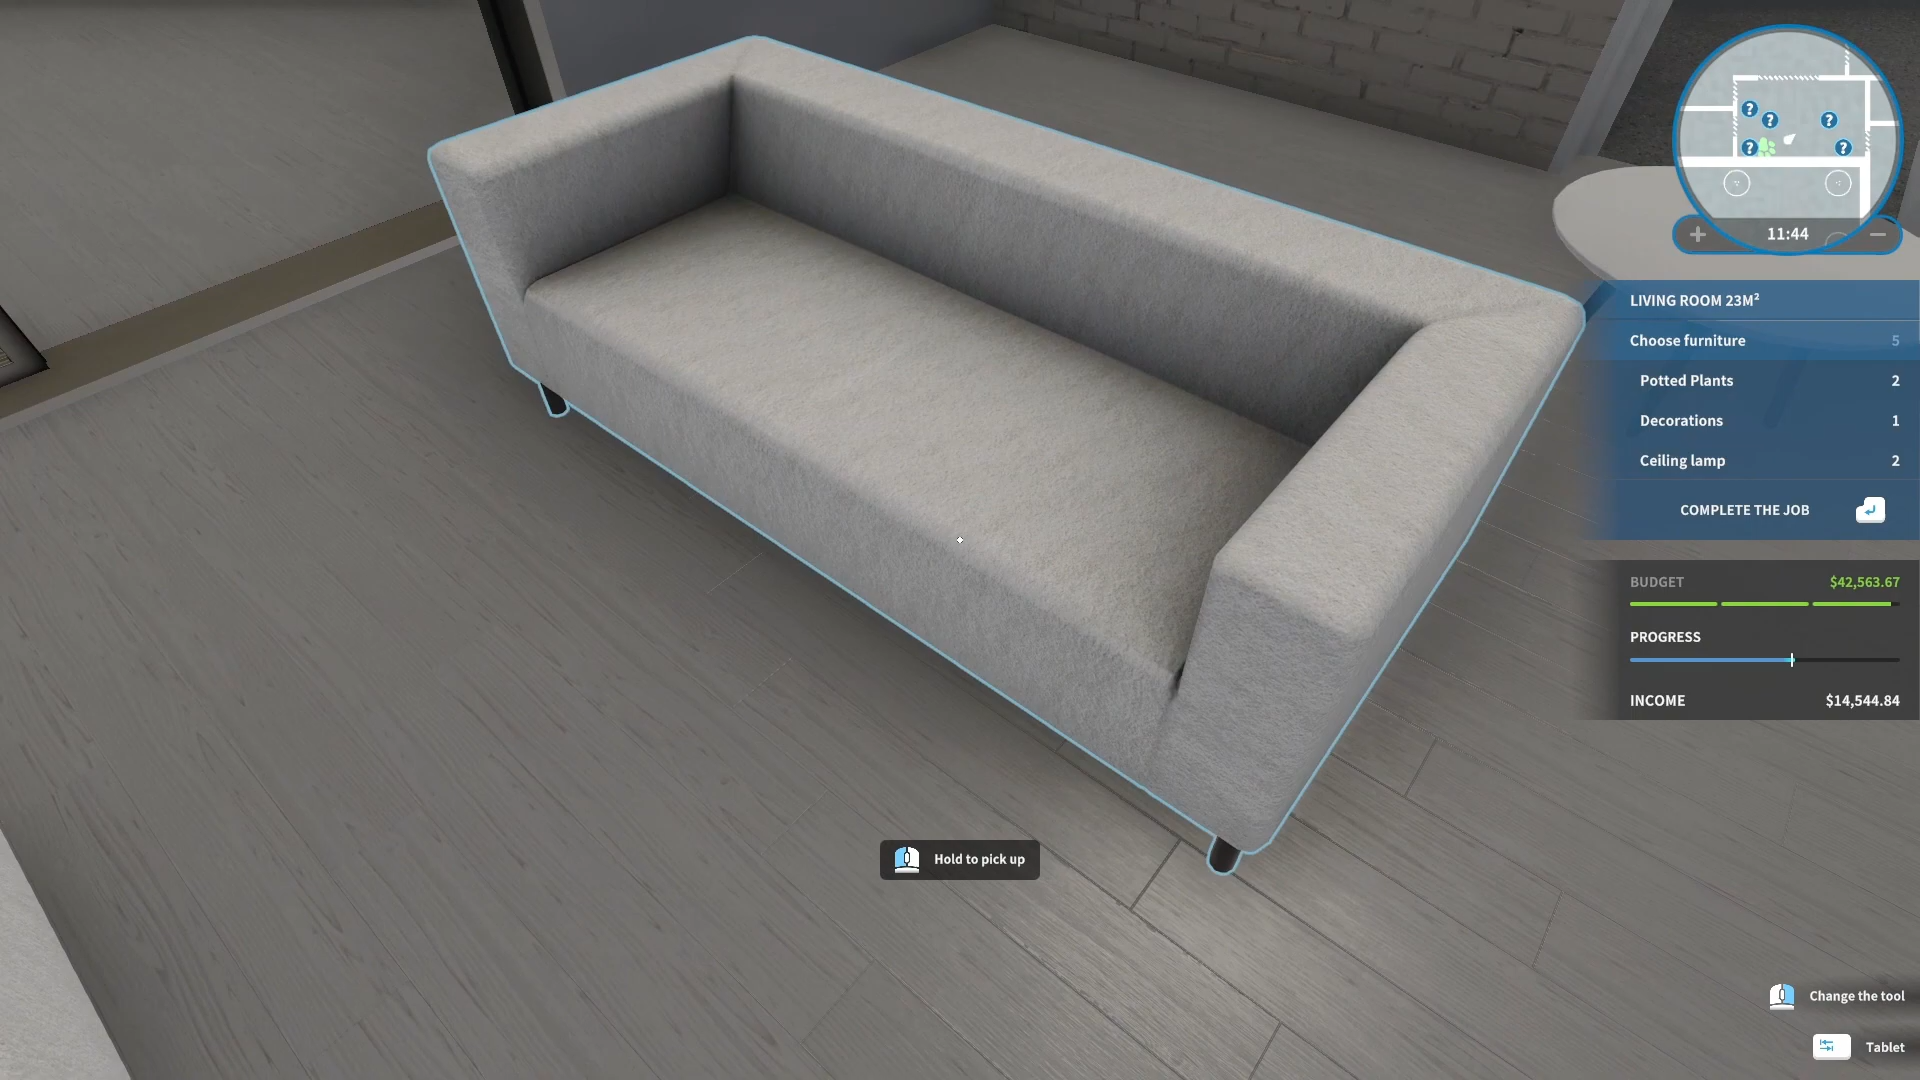 ? ? ?
? ?
11:44
LIVING ROOM 23M²
Choose furniture 5
Potted Plants 2
Decorations 1
Ceiling lamp 2
COMPLETE THE JOB
BUDGET $42,563.67
PROGRESS
INCOME $14,544.84
Hold to pick up
Change the tool
Tablet